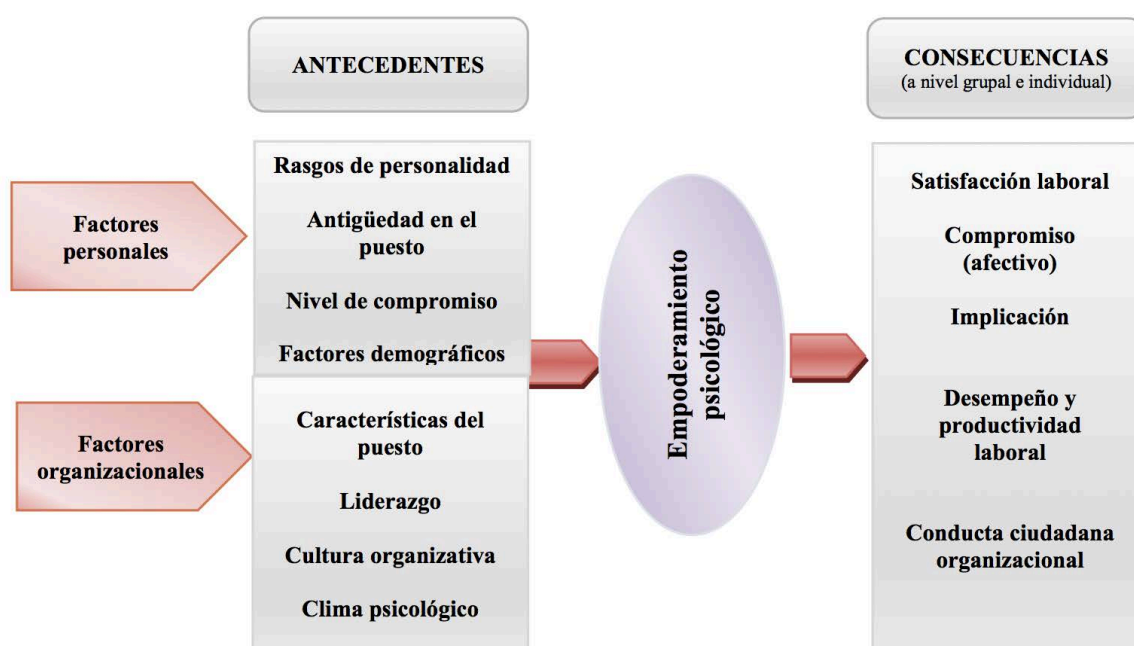 ANTECEDENTES
CONSECUENCIAS
(a nivel grupal e individual)
Factores
personales
Rasgos de personalidad
Antigüedad en el
puesto
Nivel de compromiso
Factores demográficos
Factores
organizacionales
Características del
puesto
Liderazgo
Cultura organizativa
Clima psicológico
Empoderamiento
psicológico
Satisfacción laboral
Compromiso
(afectivo)
Implicación
Desempeño y
productividad
laboral
Conducta ciudadana
organizacional